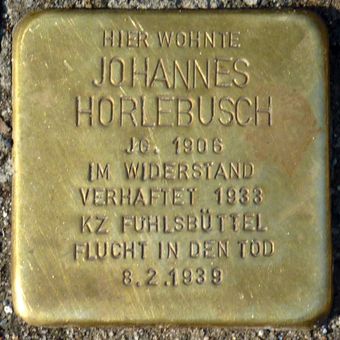 HIER WOHNTE
JOHANNES
HORLEBUSCH
JG. 1906
IM WIDERSTAND
VERHAFTET 1933
KZ FUHLSBÜTTEL
FLUCHT IN DEN TOD
8.2.1939